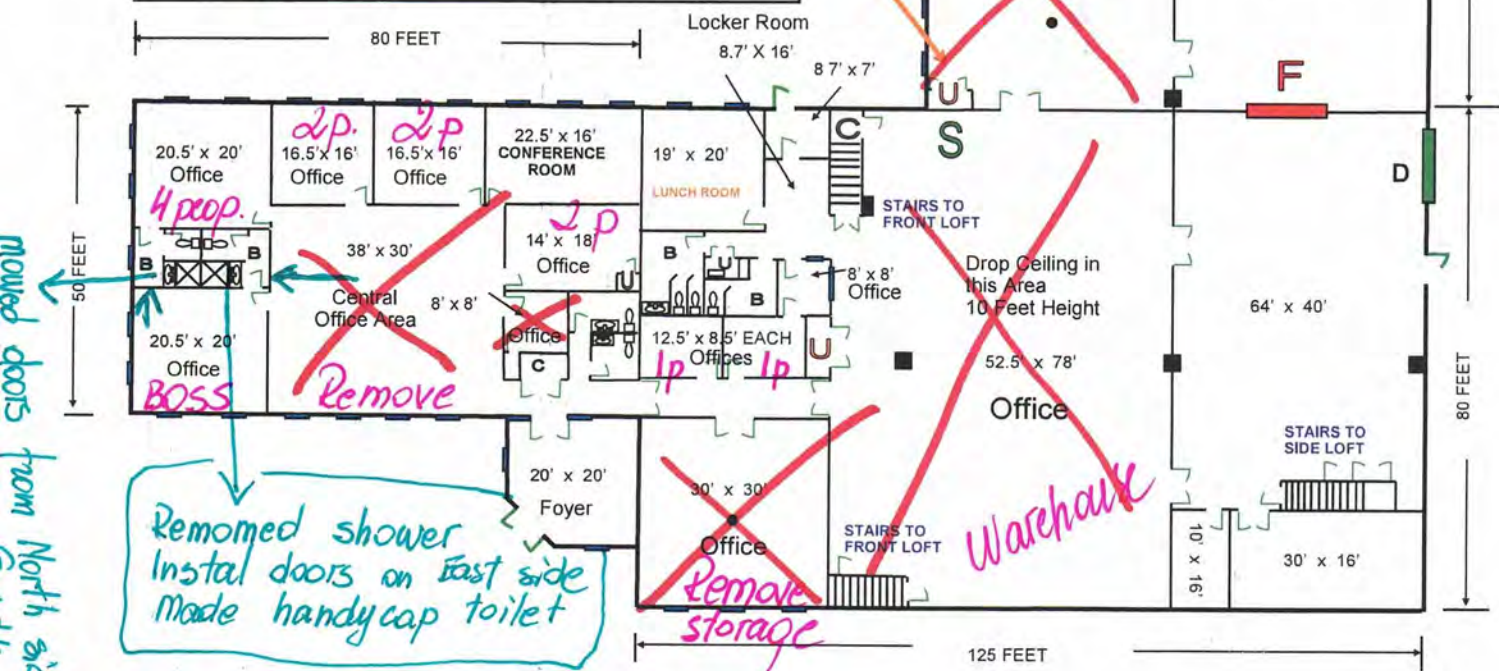 Locker Room
80 FEET
8.7' X 16'
8 7' x 7'
F
U
S
C
D
2p.
2p
20.5' x 20'
Office
4 peop.
16.5'x 16'
Office
16.5'x 16'
Office
22.5' x 16'
CONFERENCE
ROOM
19' x 20'
LUNCH ROOM
STAIRS TO
FRONT LOFT
2p
14' x 18'
Office
U
B
B
B
U
B
38' x 30'
Central
Office Area
8' x 8'
Office
C
8' x 8'
Office
Drop Ceiling in
this Area
10 Feet Height
64' x 40'
50 FEET
20.5' x 20'
Office
BOSS
Remove
12.5' x 8.5' EACH
Offices
1p
1p
U
52.5' x 78'
Office
80 FEET
STAIRS TO
SIDE LOFT
20' x 20'
Foyer
30' x 30'
Office
Remove
storage
STAIRS TO
FRONT LOFT
Warehouse
10' x 16'
30' x 16'
125 FEET
Remomed shower
Instal doors on East side
Made handycap toilet
mowed doors from North